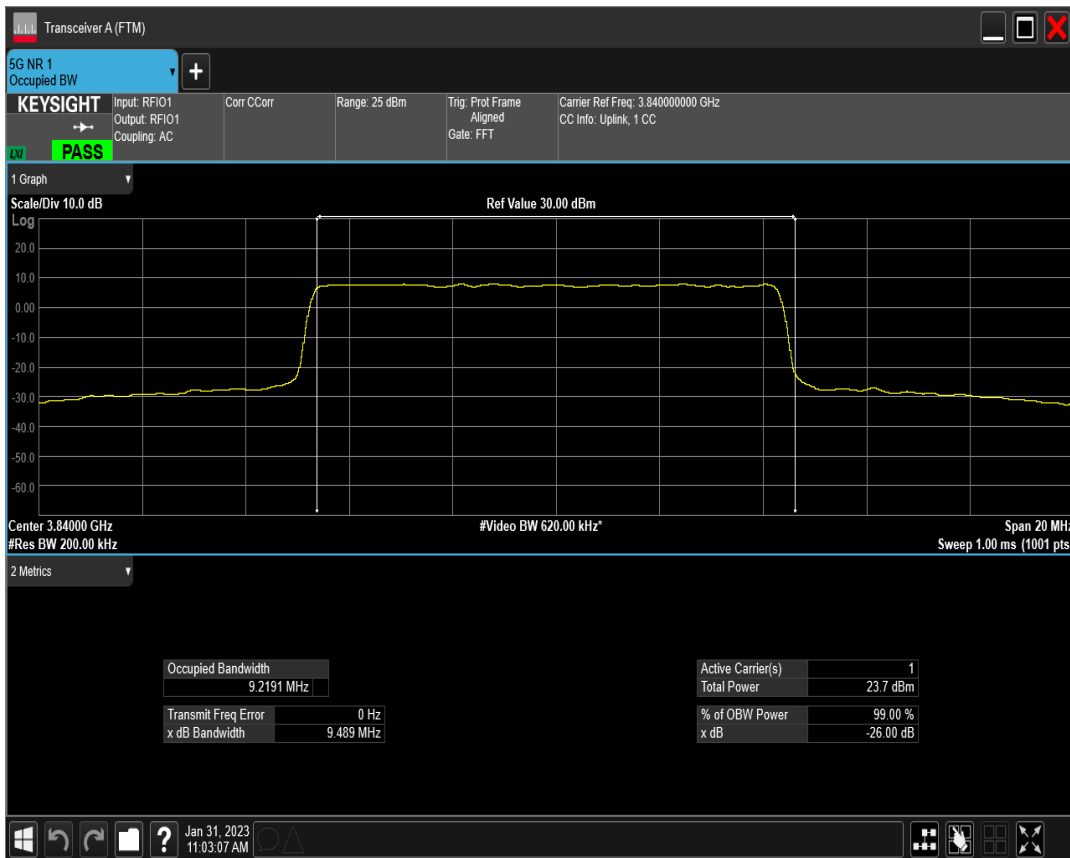 Transceiver A (FTM)
5G NR 1
Occupied BW
+
KEYSIGHT
LXI
PASS
Input: RFIO1
Output: RFIO1
Coupling: AC
Corr CCorr
Range: 25 dBm
Trig: Prot Frame
Aligned
Gate: FFT
Carrier Ref Freq: 3.840000000 GHz
CC Info: Uplink, 1 CC
1 Graph
Scale/Div 10.0 dB
Ref Value 30.00 dBm
Log
20.0
10.0
0.00
-10.0
-20.0
-30.0
-40.0
-50.0
-60.0
Center 3.84000 GHz
#Video BW 620.00 kHz*
Span 20 MHz
#Res BW 200.00 kHz
Sweep 1.00 ms (1001 pts
2 Metrics
Occupied Bandwidth
9.2191 MHz
Transmit Freq Error 0 Hz
x dB Bandwidth 9.489 MHz
Active Carrier(s) 1
Total Power 23.7 dBm
% of OBW Power 99.00 %
x dB -26.00 dB
?
Jan 31, 2023
11:03:07 AM